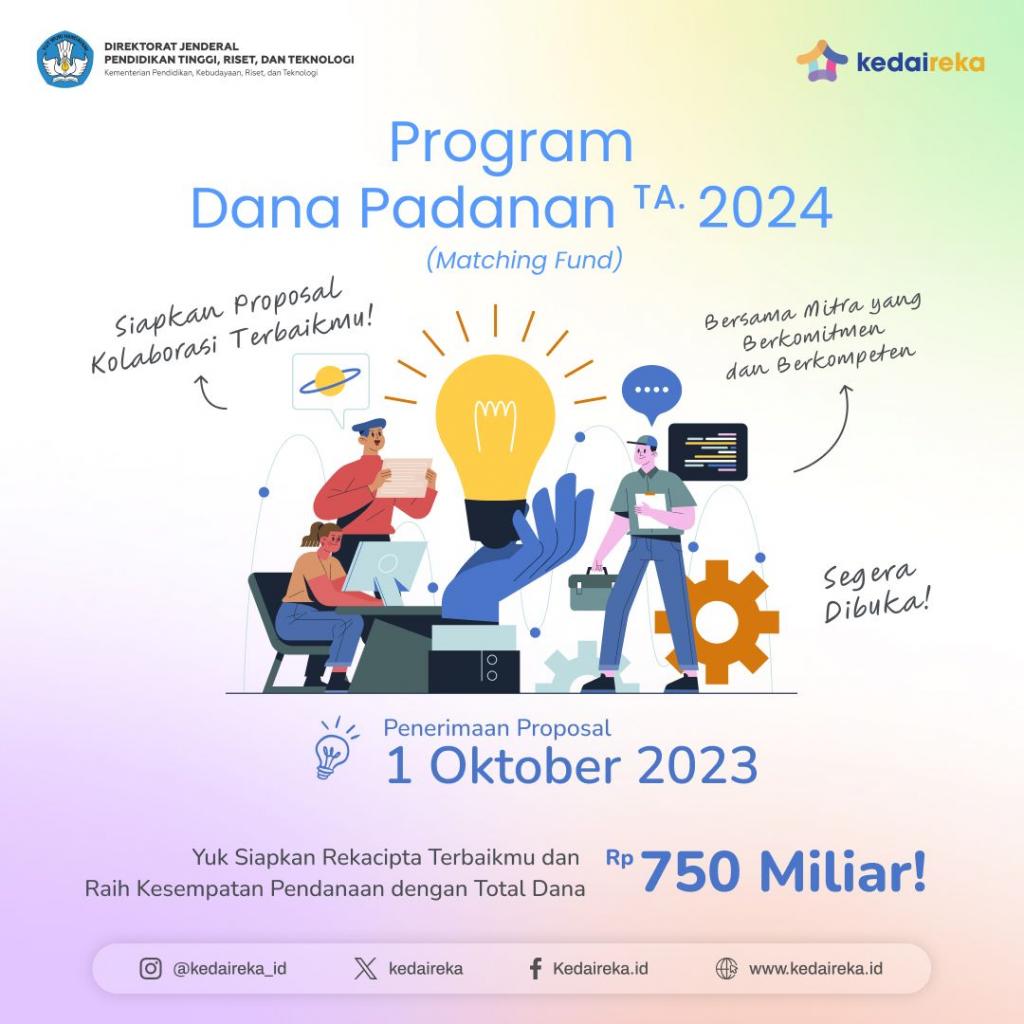 DIREKTORAT JENDERAL
PENDIDIKAN TINGGI, RISET, DAN TEKNOLOGI
Kementerian Pendidikan, Kebudayaan, Riset, dan Teknologi
kedaireka
Program
Dana Padanan TA. 2024
(Matching Fund)
Siapkan Proposal
Kolaborasi Terbaikmu!
Bersama Mitra yang
Berkomitmen
dan Berkompeten
Segera
Dibuka!
Penerimaan Proposal
1 Oktober 2023
Yuk Siapkan Rekacipta Terbaikmu dan
Raih Kesempatan Pendanaan dengan Total Dana
Rp 750 Miliar!
@kedaireka_id
kedaireka
Kedaireka.id
www.kedaireka.id